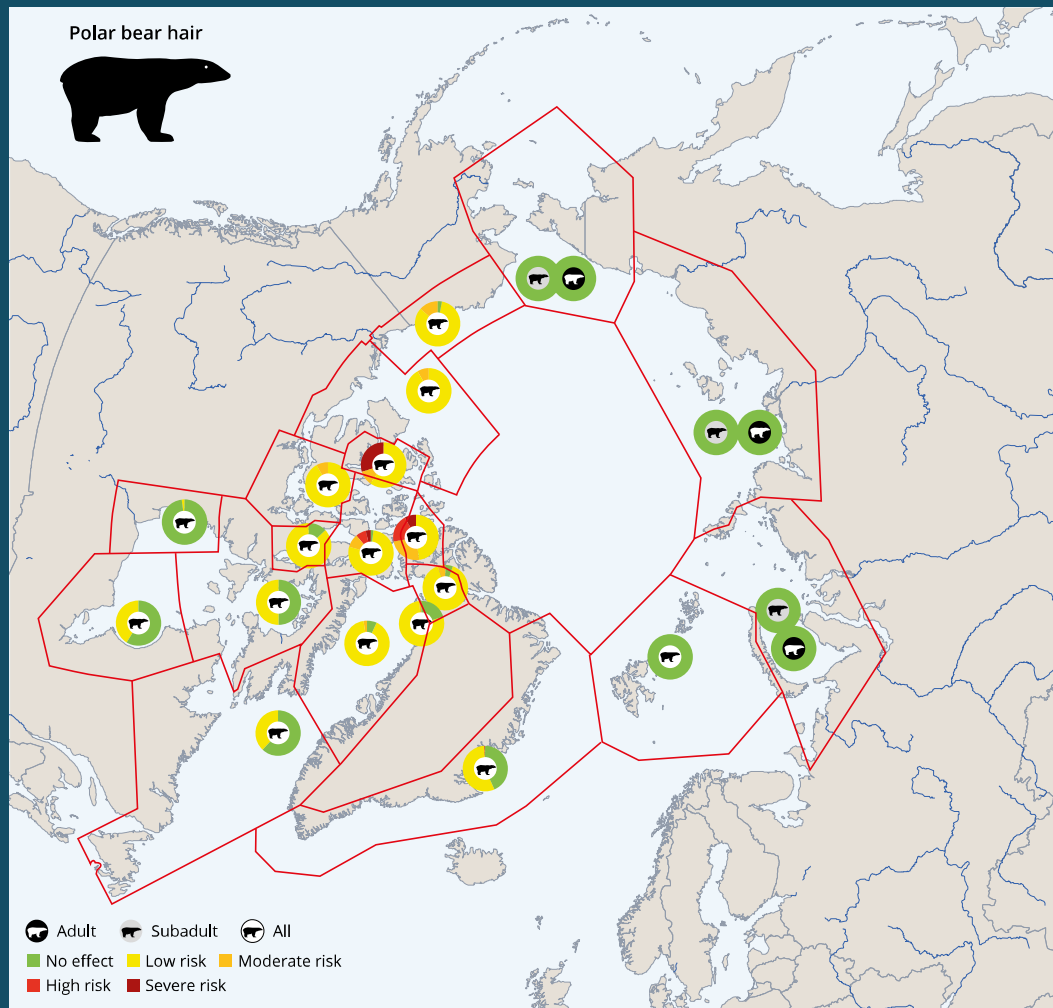 Polar bear hair
Adult Subadult All
No effect Low risk Moderate risk
High risk Severe risk